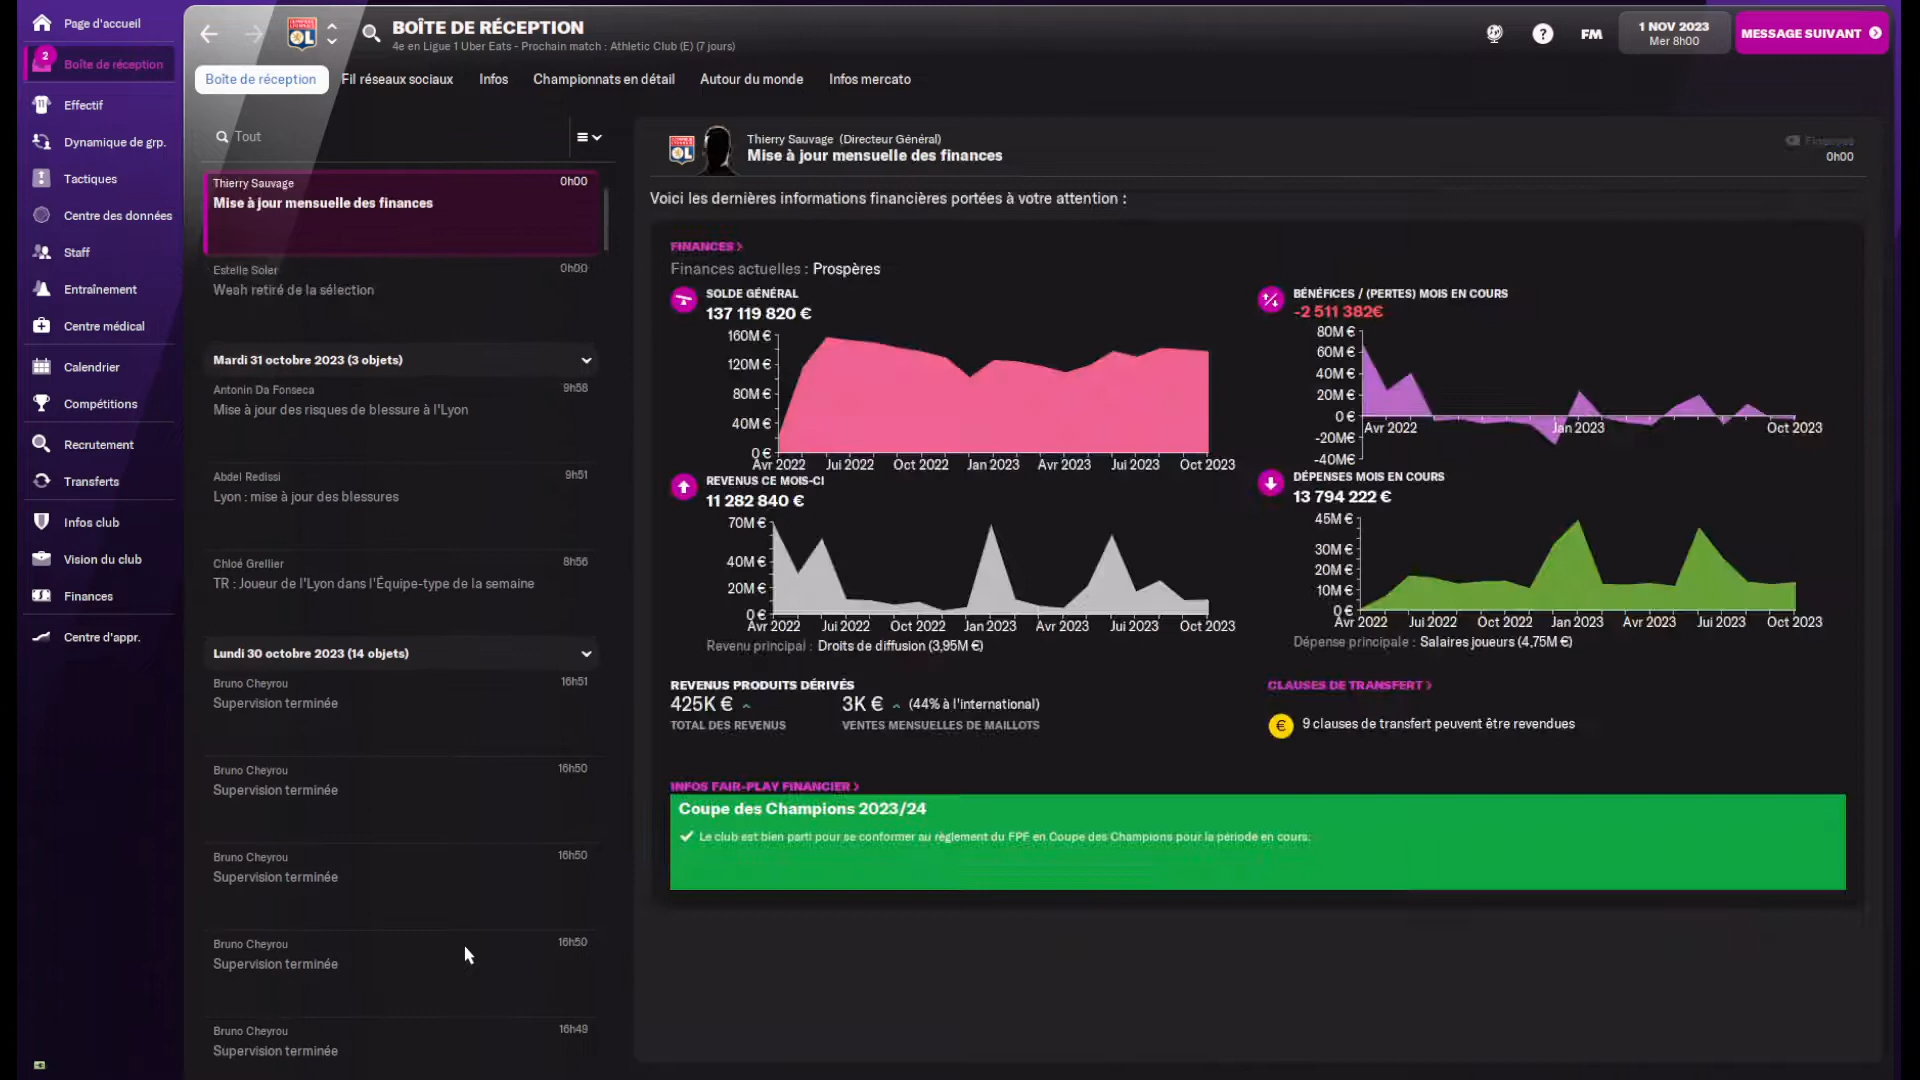 Page d'accueil
2
Boîte de réception
Effectif
Dynamique de grp.
Tactiques
Centre des données
Staff
Entraînement
Centre médical
Calendrier
Compétitions
Recrutement
Transferts
Infos club
Vision du club
Finances
Centre d'appr.
BOÎTE DE RÉCEPTION
4e en Ligue 1 Uber Eats - Prochain match : Athletic Club (E) (7 jours)
FM
1 NOV 2023
Mer 8h00
MESSAGE SUIVANT
Boîte de réception
Fil réseaux sociaux
Infos
Championnats en détail
Autour du monde
Infos mercato
Tout
Thierry Sauvage 0h00
Mise à jour mensuelle des finances
Estelle Soler 0h00
Weah retiré de la sélection
Mardi 31 octobre 2023 (3 objets)
Antonin Da Fonseca 9h58
Mise à jour des risques de blessure à l'Lyon
Abdel Redissi 9h51
Lyon : mise à jour des blessures
Chloé Grellier 8h56
TR : Joueur de l'Lyon dans l'Équipe-type de la semaine
Lundi 30 octobre 2023 (14 objets)
Bruno Cheyrou 16h51
Supervision terminée
Bruno Cheyrou 16h50
Supervision terminée
Bruno Cheyrou 16h50
Supervision terminée
Bruno Cheyrou 16h50
Supervision terminée
Bruno Cheyrou 16h49
Supervision terminée
OL
Thierry Sauvage (Directeur Général)
Mise à jour mensuelle des finances
Finances
0h00
Voici les dernières informations financières portées à votre attention :
FINANCES >
Finances actuelles : Prospères
SOLDE GÉNÉRAL
137 119 820 €
160M €
120M €
80M €
40M €
0 €
Avr 2022 Jui 2022 Oct 2022 Jan 2023 Avr 2023 Jui 2023 Oct 2023
BÉNÉFICES / (PERTES) MOIS EN COURS
-2 511 382€
80M €
60M €
40M €
20M €
0 €
-20M€
-40M€
Avr 2022 Jan 2023 Oct 2023
REVENUS CE MOIS-CI
11 282 840 €
70M €
40M €
20M €
0 €
Avr 2022 Jui 2022 Oct 2022 Jan 2023 Avr 2023 Jui 2023 Oct 2023
Revenu principal : Droits de diffusion (3,95M €)
DÉPENSES MOIS EN COURS
13 794 222 €
45M €
30M €
20M €
10M €
0 €
Avr 2022 Jui 2022 Oct 2022 Jan 2023 Avr 2023 Jui 2023 Oct 2023
Dépense principale : Salaires joueurs (4,75M €)
REVENUS PRODUITS DÉRIVÉS
425K € 3K € (44% à l'international)
TOTAL DES REVENUS VENTES MENSUELLES DE MAILLOTS
CLAUSES DE TRANSFERT >
9 clauses de transfert peuvent être revendues
INFOS FAIR-PLAY FINANCIER >
Coupe des Champions 2023/24
Le club est bien parti pour se conformer au règlement du FPF en Coupe des Champions pour la période en cours.